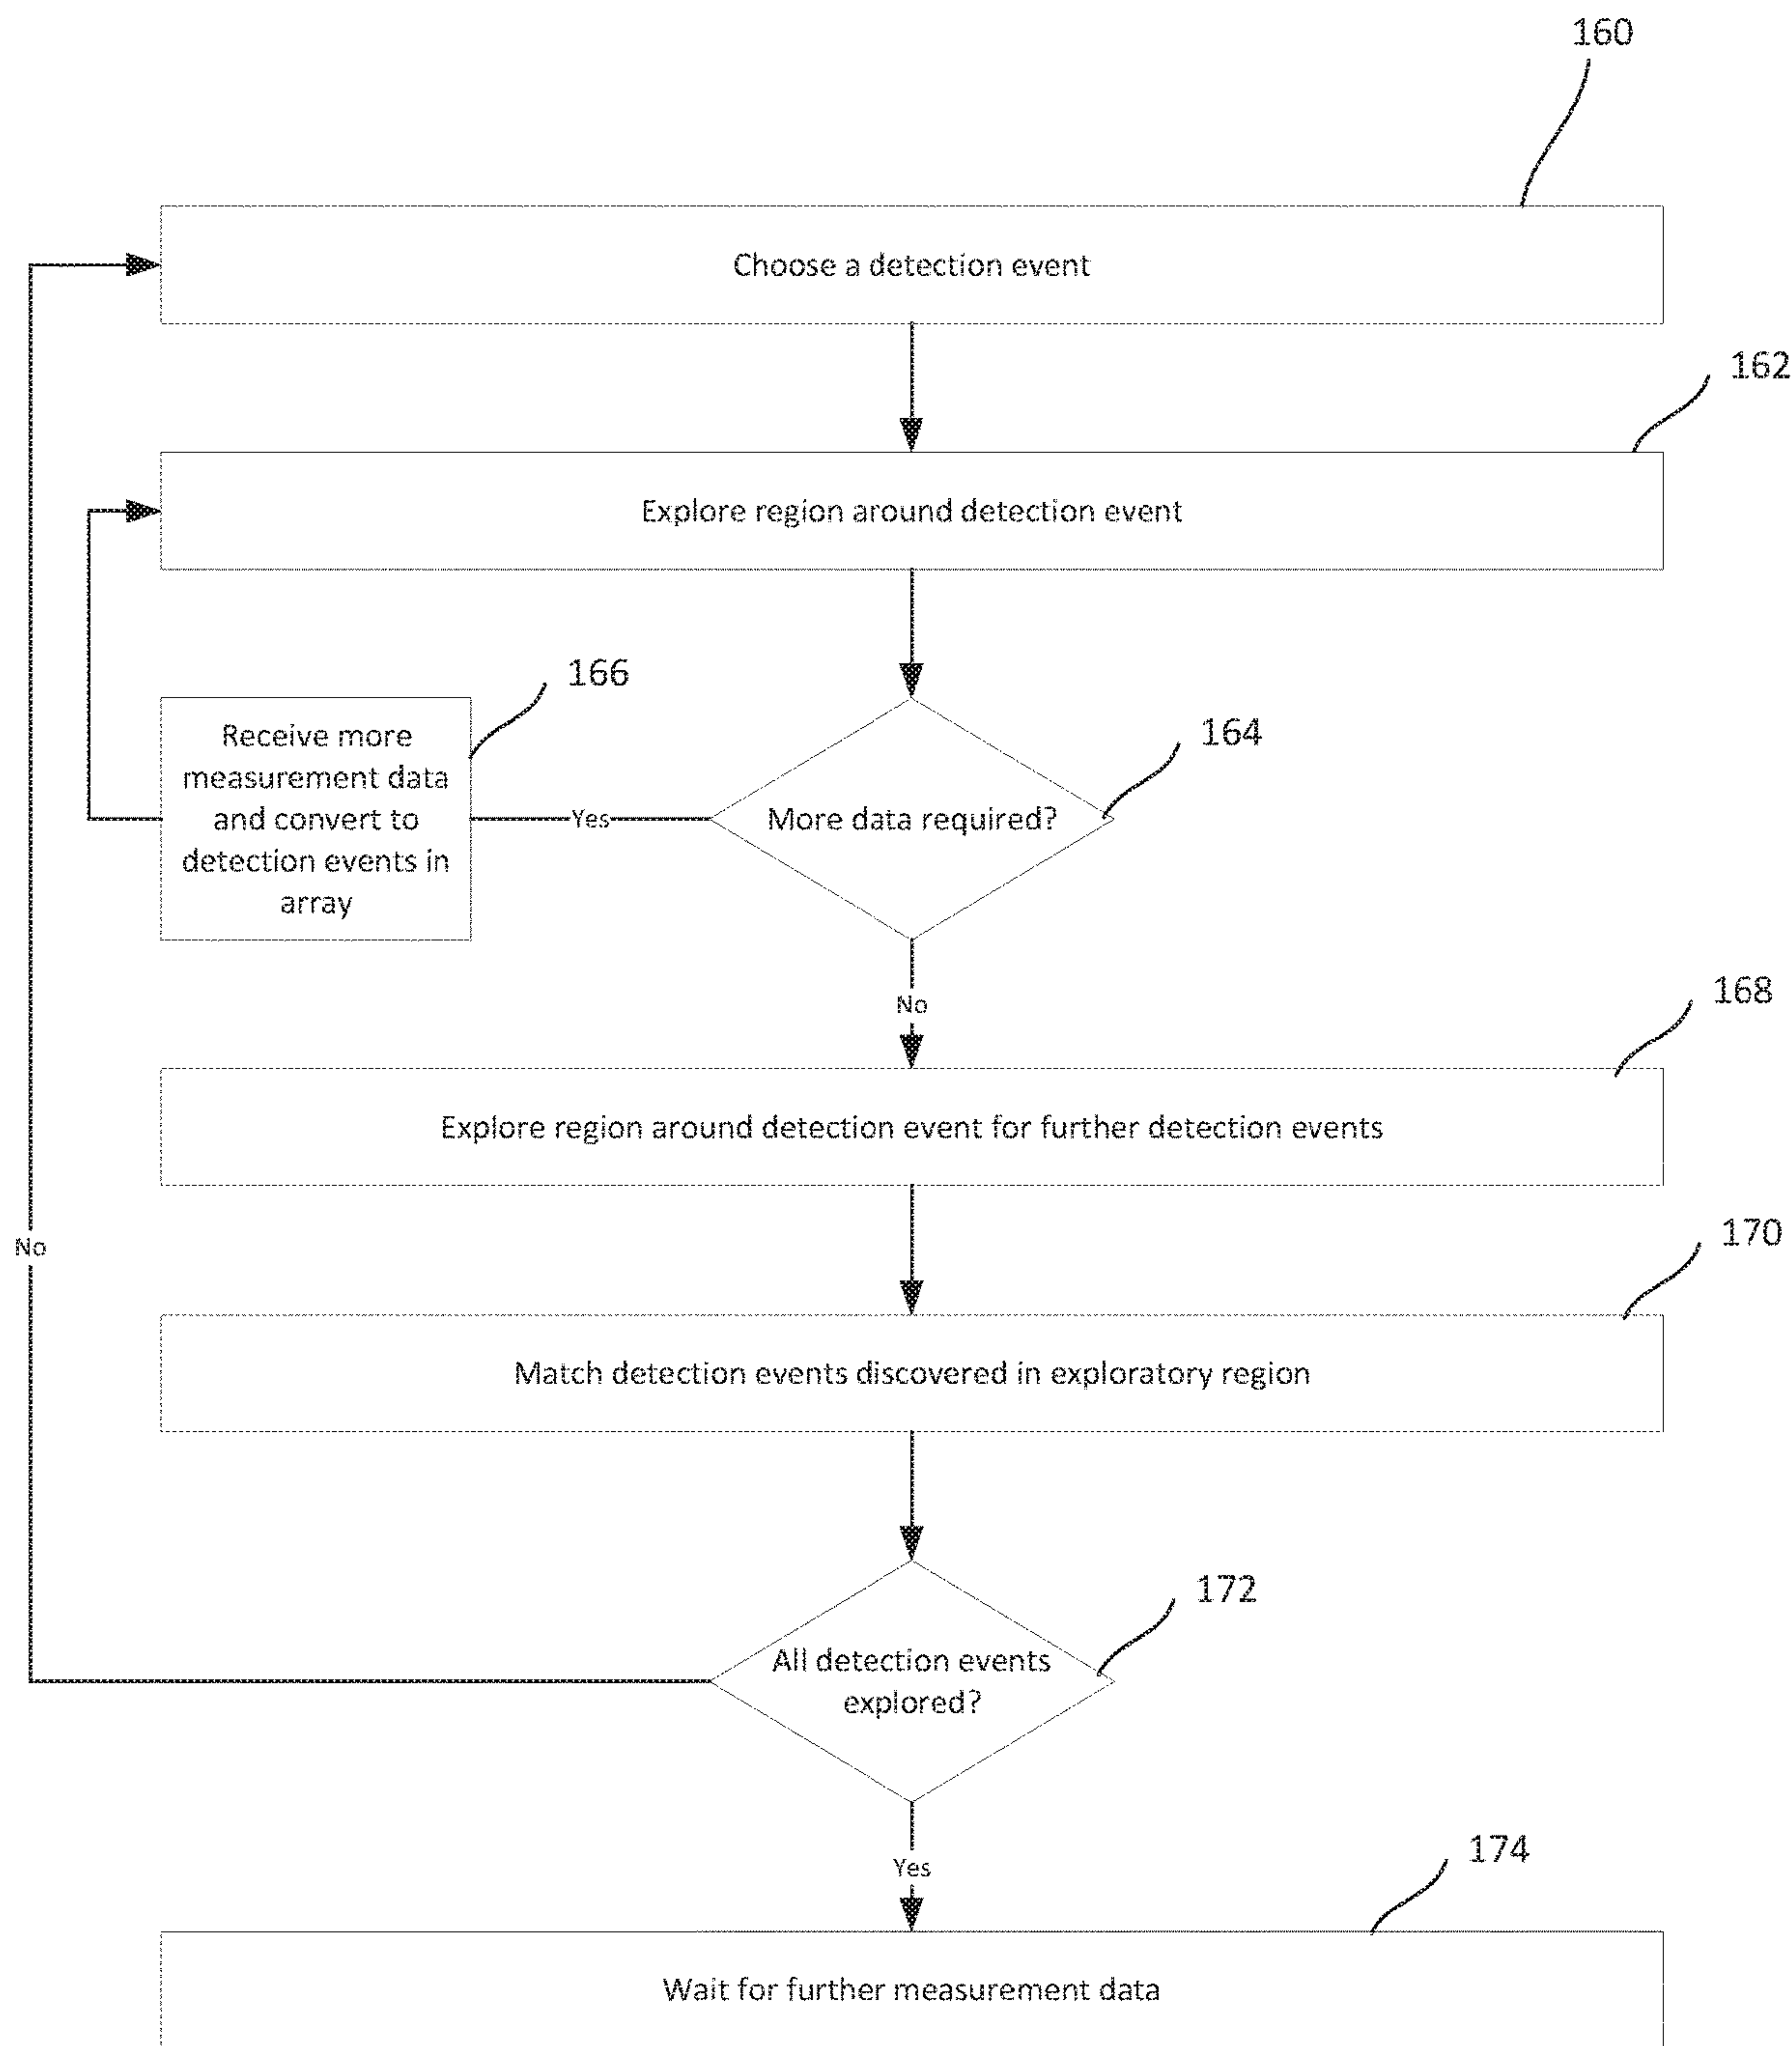 160
Choose a detection event
162
Explore region around detection event
166
Receive more
measurement data
and convert to
detection events in
array
Yes
More data required?
164
No
168
Explore region around detection event for further detection events
170
No
Match detection events discovered in exploratory region
172
All detection events
explored?
Yes
174
Wait for further measurement data